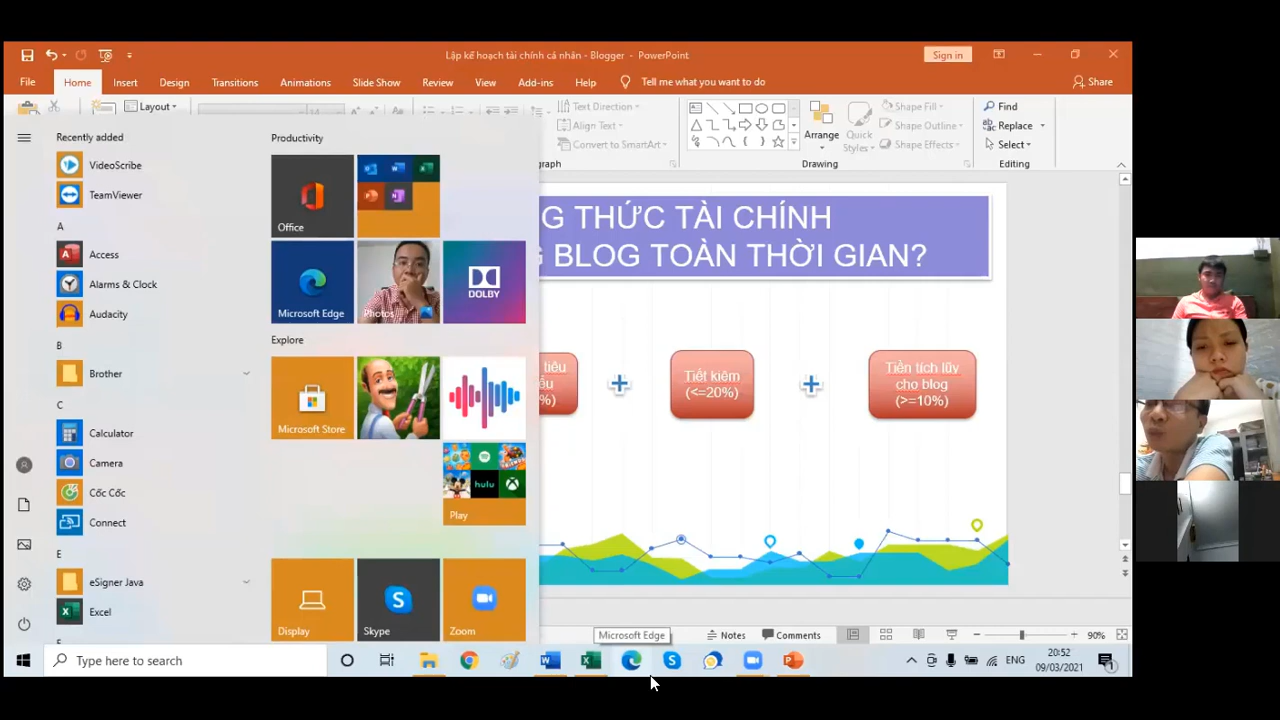 Lập kế hoạch tài chính cá nhân - Blogger - PowerPoint
Sign in
File Home Insert Design Transitions Animations Slide Show Review View Add-ins Help Tell me what you want to do
Share
Layout
Text Direction
Align Text
Convert to SmartArt
Arrange
Quick
Styles
Shape Fill
Shape Outline
Shape Effects
Find
Replace
Select
Drawing
Editing
Recently added
VideoScribe
TeamViewer
A
Access
Alarms & Clock
Audacity
B
Brother
C
Calculator
Camera
Cốc Cốc
Connect
E
eSigner Java
Excel
Productivity
Office
Microsoft Edge
Photos
DOLBY
Explore
Microsoft Store
hulu
Play
Display
Skype
Zoom
G THỨC TÀI CHÍNH
BLOG TOÀN THỜI GIAN?
tiêu
%)
Tiết kiệm
(<=20%)
Tiền tích lũy
cho blog
(>=10%)
Microsoft Edge
Notes
Comments
90%
Type here to search
ENG
20:52
09/03/2021
1